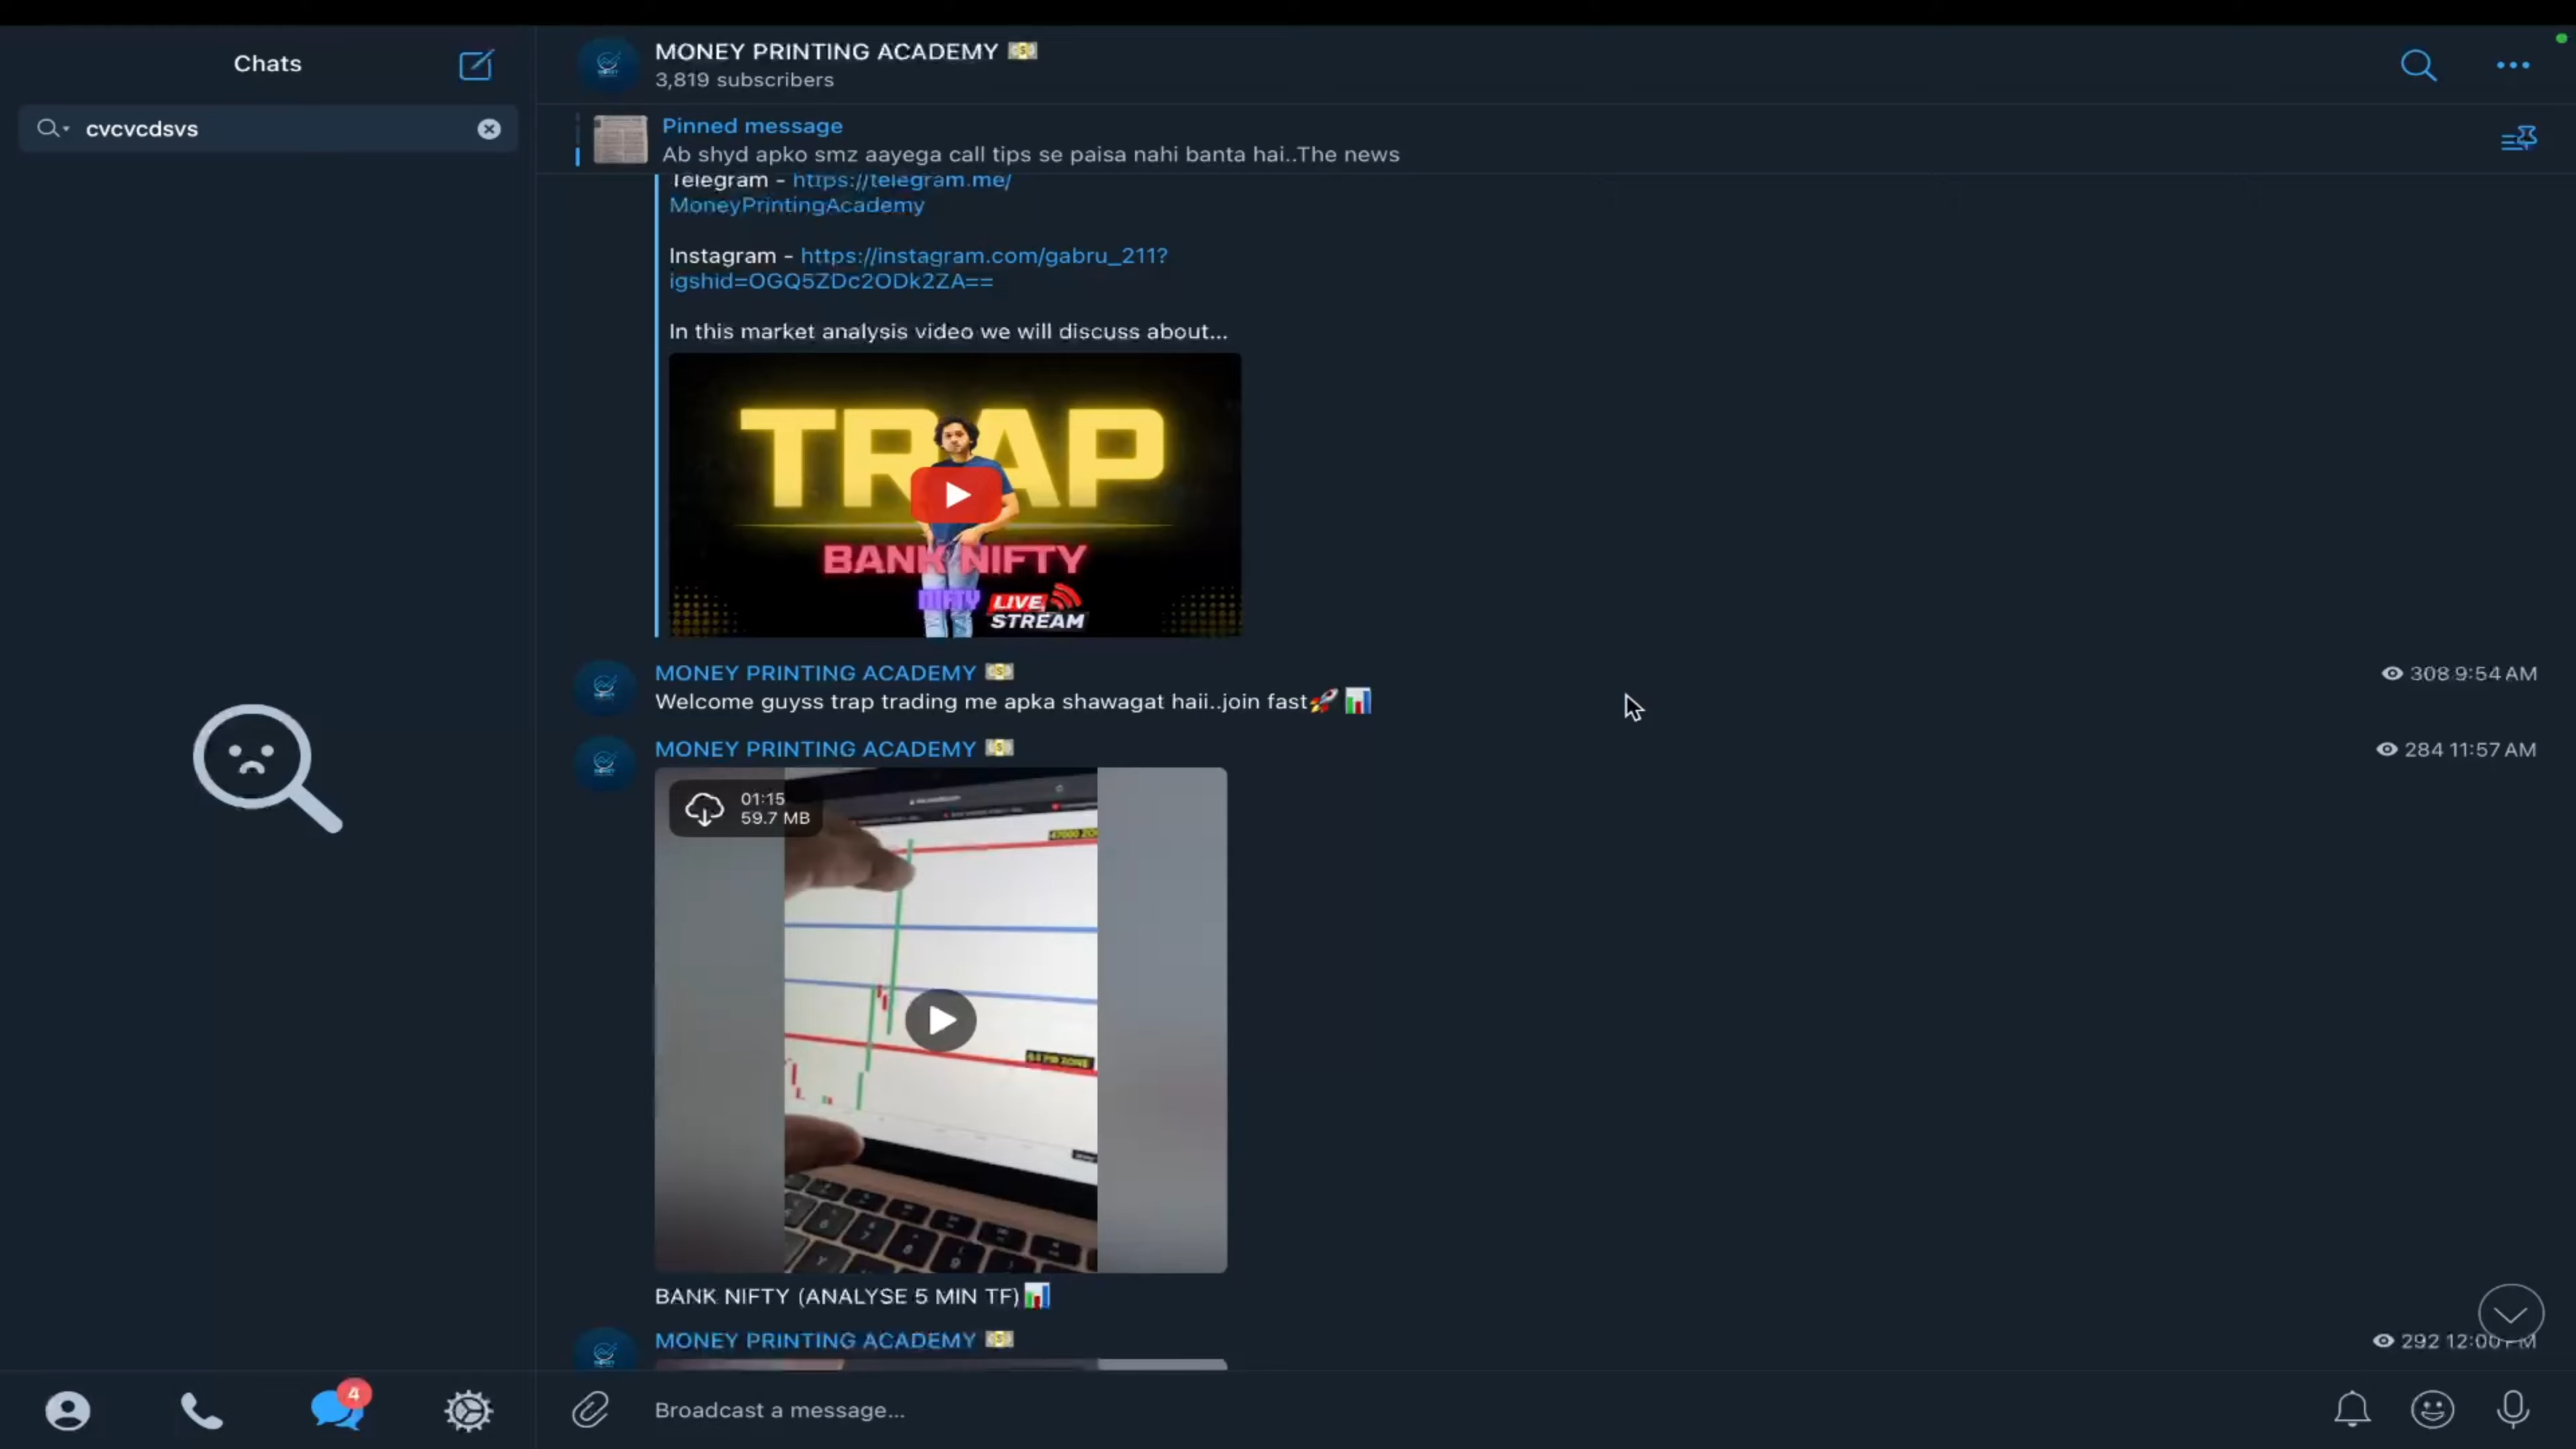 Chats
cvcvcdsvs
MONEY PRINTING ACADEMY
3,819 subscribers
Pinned message
Ab shyd apko smz aayega call tips se paisa nahi banta hai..The news
Telegram - https://telegram.me/
MoneyPrintingAcademy
Instagram - https://instagram.com/gabru_211?
igshid=OGQ5ZDc2ODk2ZA==
In this market analysis video we will discuss about...
TRAP
BANK NIFTY
NIFTY
LIVE
STREAM
MONEY PRINTING ACADEMY
308 9:54 AM
Welcome guyss trap trading me apka shawagat haii..join fast🚀📊
MONEY PRINTING ACADEMY
284 11:57 AM
01:15
59.7 MB
BANK NIFTY (ANALYSE 5 MIN TF)📊
MONEY PRINTING ACADEMY
292 12:00 PM
4
Broadcast a message...